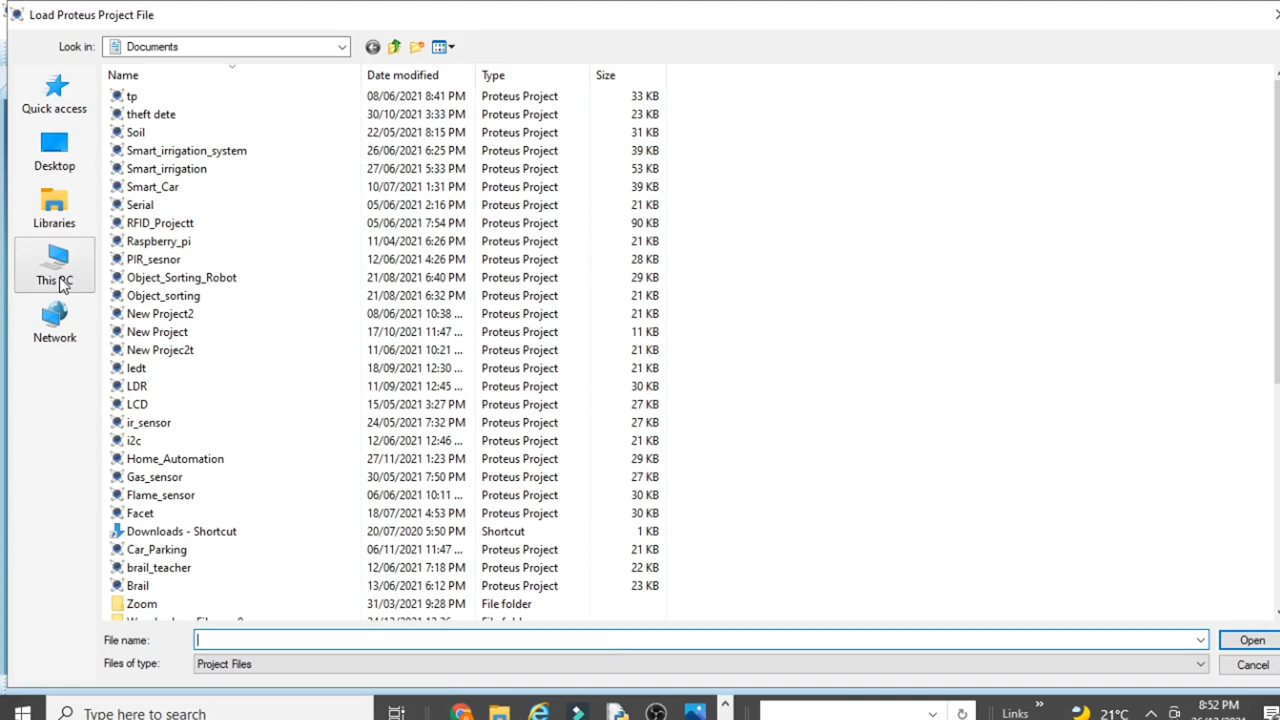 Load Proteus Project File
Look in: Documents
Name Date modified Type Size
tp 08/06/2021 8:41 PM Proteus Project 33 KB
theft dete 30/10/2021 3:33 PM Proteus Project 23 KB
Soil 22/05/2021 8:15 PM Proteus Project 31 KB
Smart_irrigation_system 26/06/2021 6:25 PM Proteus Project 39 KB
Smart_irrigation 27/06/2021 5:33 PM Proteus Project 53 KB
Smart_Car 10/07/2021 1:31 PM Proteus Project 39 KB
Serial 05/06/2021 2:16 PM Proteus Project 21 KB
RFID_Projectt 05/06/2021 7:54 PM Proteus Project 90 KB
Raspberry_pi 11/04/2021 6:26 PM Proteus Project 21 KB
PIR_sesnor 12/06/2021 4:26 PM Proteus Project 28 KB
Object_Sorting_Robot 21/08/2021 6:40 PM Proteus Project 29 KB
Object_sorting 21/08/2021 6:32 PM Proteus Project 21 KB
New Project2 08/06/2021 10:38 ... Proteus Project 21 KB
New Project 17/10/2021 11:47 ... Proteus Project 11 KB
New Projec2t 11/06/2021 10:21 ... Proteus Project 21 KB
ledt 18/09/2021 12:30 ... Proteus Project 21 KB
LDR 11/09/2021 12:45 ... Proteus Project 30 KB
LCD 15/05/2021 3:27 PM Proteus Project 27 KB
ir_sensor 24/05/2021 7:32 PM Proteus Project 27 KB
i2c 12/06/2021 12:46 ... Proteus Project 21 KB
Home_Automation 27/11/2021 1:23 PM Proteus Project 29 KB
Gas_sensor 30/05/2021 7:50 PM Proteus Project 27 KB
Flame_sensor 06/06/2021 10:11 ... Proteus Project 30 KB
Facet 18/07/2021 4:53 PM Proteus Project 30 KB
Downloads - Shortcut 20/07/2020 5:50 PM Shortcut 1 KB
Car_Parking 06/11/2021 11:47 ... Proteus Project 21 KB
brail_teacher 12/06/2021 7:18 PM Proteus Project 22 KB
Brail 13/06/2021 6:12 PM Proteus Project 23 KB
Zoom 31/03/2021 9:28 PM File folder
Quick access
Desktop
Libraries
This PC
Network
File name: Open
Files of type: Project Files Cancel
Type here to search Links 21°C 8:52 PM